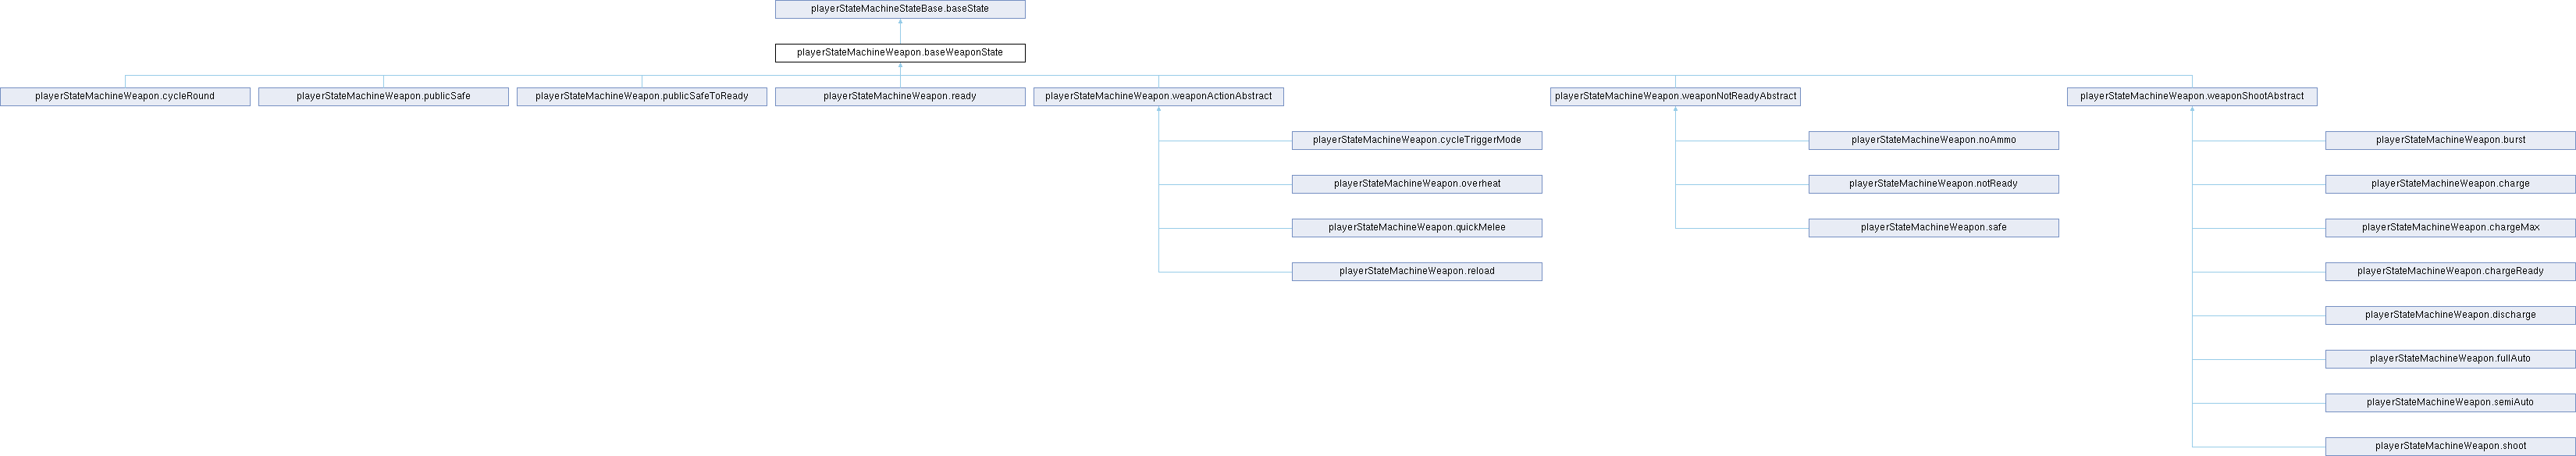 playerStateMachineStateBase.baseState
playerStateMachineWeapon.baseWeaponState
playerStateMachineWeapon.cycleRound
playerStateMachineWeapon.publicSafe
playerStateMachineWeapon.publicSafeToReady
playerStateMachineWeapon.ready
playerStateMachineWeapon.weaponActionAbstract
playerStateMachineWeapon.weaponNotReadyAbstract
playerStateMachineWeapon.weaponShootAbstract
playerStateMachineWeapon.cycleTriggerMode
playerStateMachineWeapon.noAmmo
playerStateMachineWeapon.burst
playerStateMachineWeapon.overheat
playerStateMachineWeapon.notReady
playerStateMachineWeapon.charge
playerStateMachineWeapon.quickMelee
playerStateMachineWeapon.safe
playerStateMachineWeapon.chargeMax
playerStateMachineWeapon.reload
playerStateMachineWeapon.chargeReady
playerStateMachineWeapon.discharge
playerStateMachineWeapon.fullAuto
playerStateMachineWeapon.semiAuto
playerStateMachineWeapon.shoot